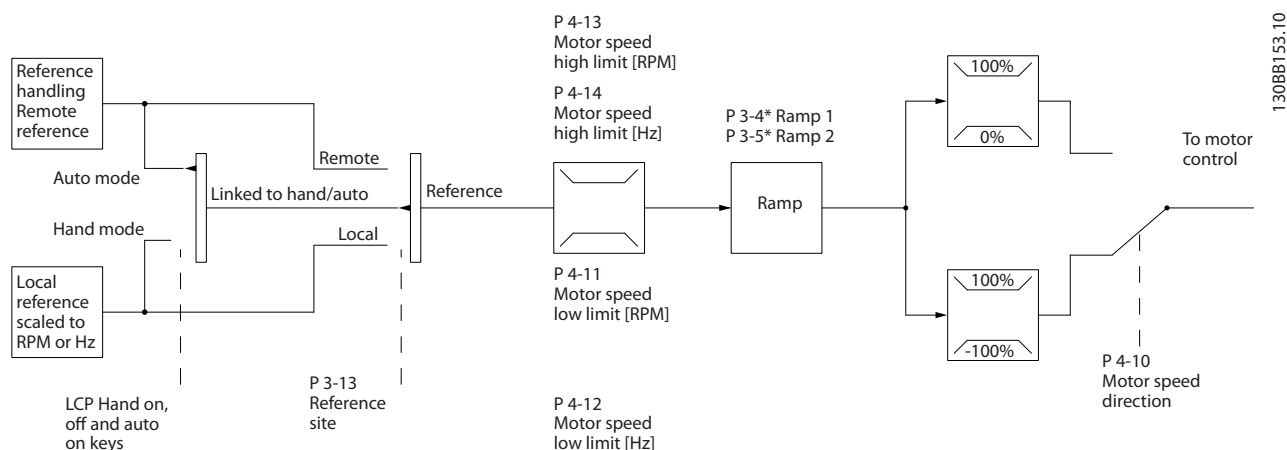 P 4-13
Motor speed
high limit [RPM]
P 4-14
Motor speed
high limit [Hz]
130BB153.10
Reference
handling
Remote
reference
Auto mode
Hand mode
Local
reference
scaled to
RPM or Hz
LCP Hand on,
off and auto
on keys
Linked to hand/auto
Remote
Local
P 3-13
Reference
site
Reference
P 4-11
Motor speed
low limit [RPM]
P 4-12
Motor speed
low limit [Hz]
P 3-4* Ramp 1
P 3-5* Ramp 2
Ramp
100%
0%
100%
-100%
To motor
control
P 4-10
Motor speed
direction